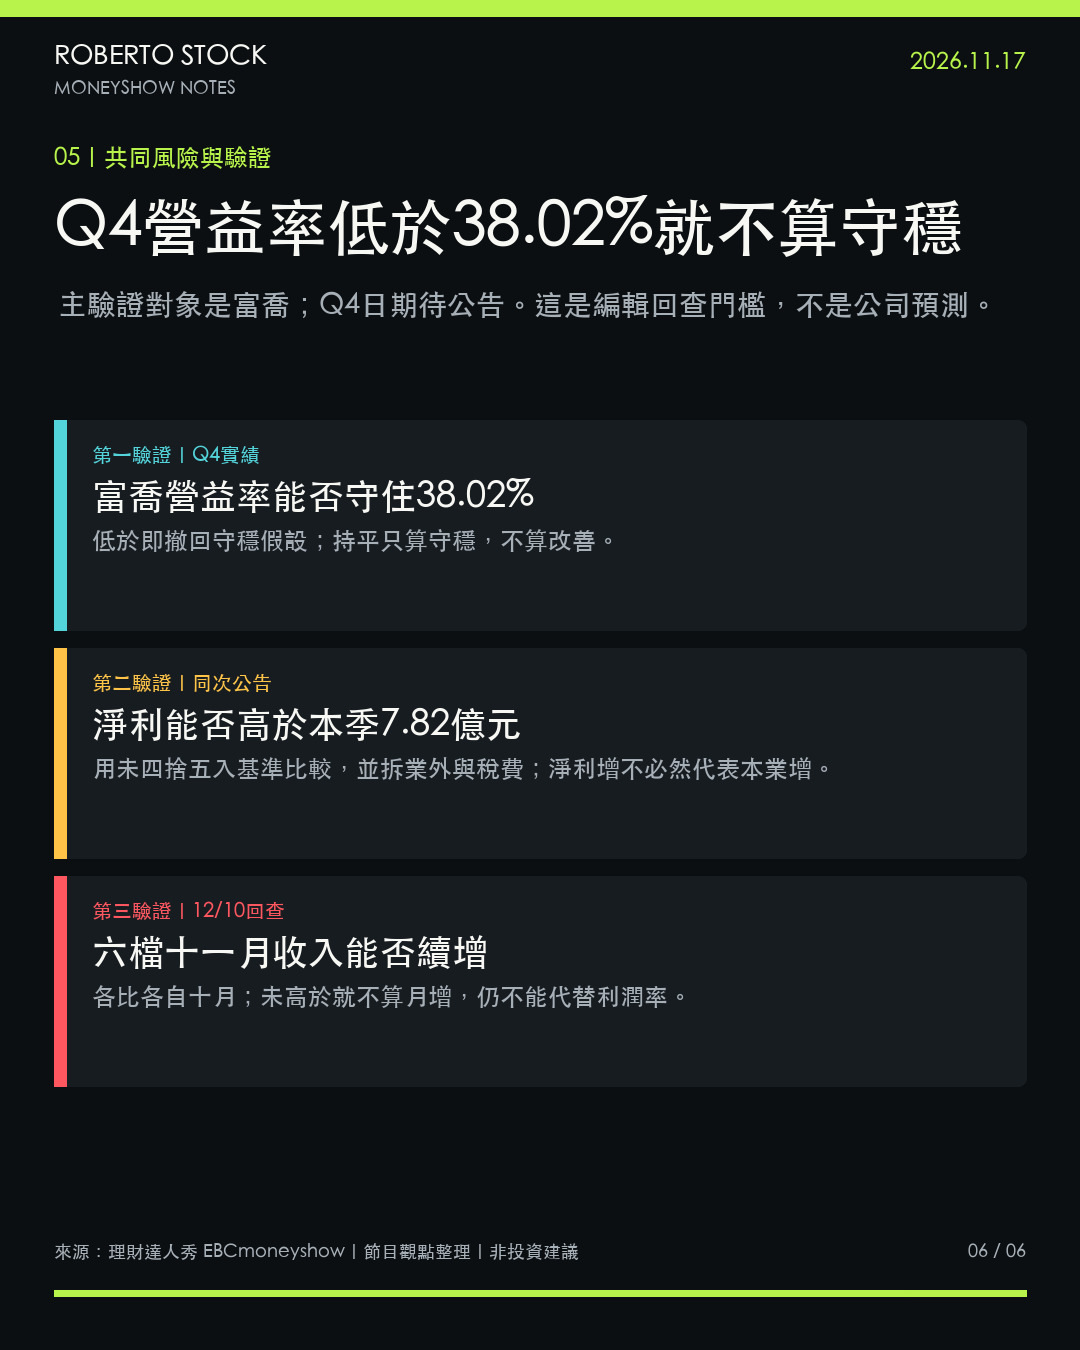 ROBERTO STOCK
MONEYSHOW NOTES
2026.11.17
05｜共同風險與驗證
Q4營益率低於38.02%就不算守穩
主驗證對象是富喬；Q4日期待公告。這是編輯回查門檻，不是公司預測。
第一驗證｜Q4實績
富喬營益率能否守住38.02%
低於即撤回守穩假設；持平只算守穩，不算改善。
第二驗證｜同次公告
淨利能否高於本季7.82億元
用未四捨五入基準比較，並拆業外與稅費；淨利增不必然代表本業增。
第三驗證｜12/10回查
六檔十一月收入能否續增
各比各自十月；未高於就不算月增，仍不能代替利潤率。
來源：理財達人秀 EBCmoneyshow｜節目觀點整理｜非投資建議
06 / 06